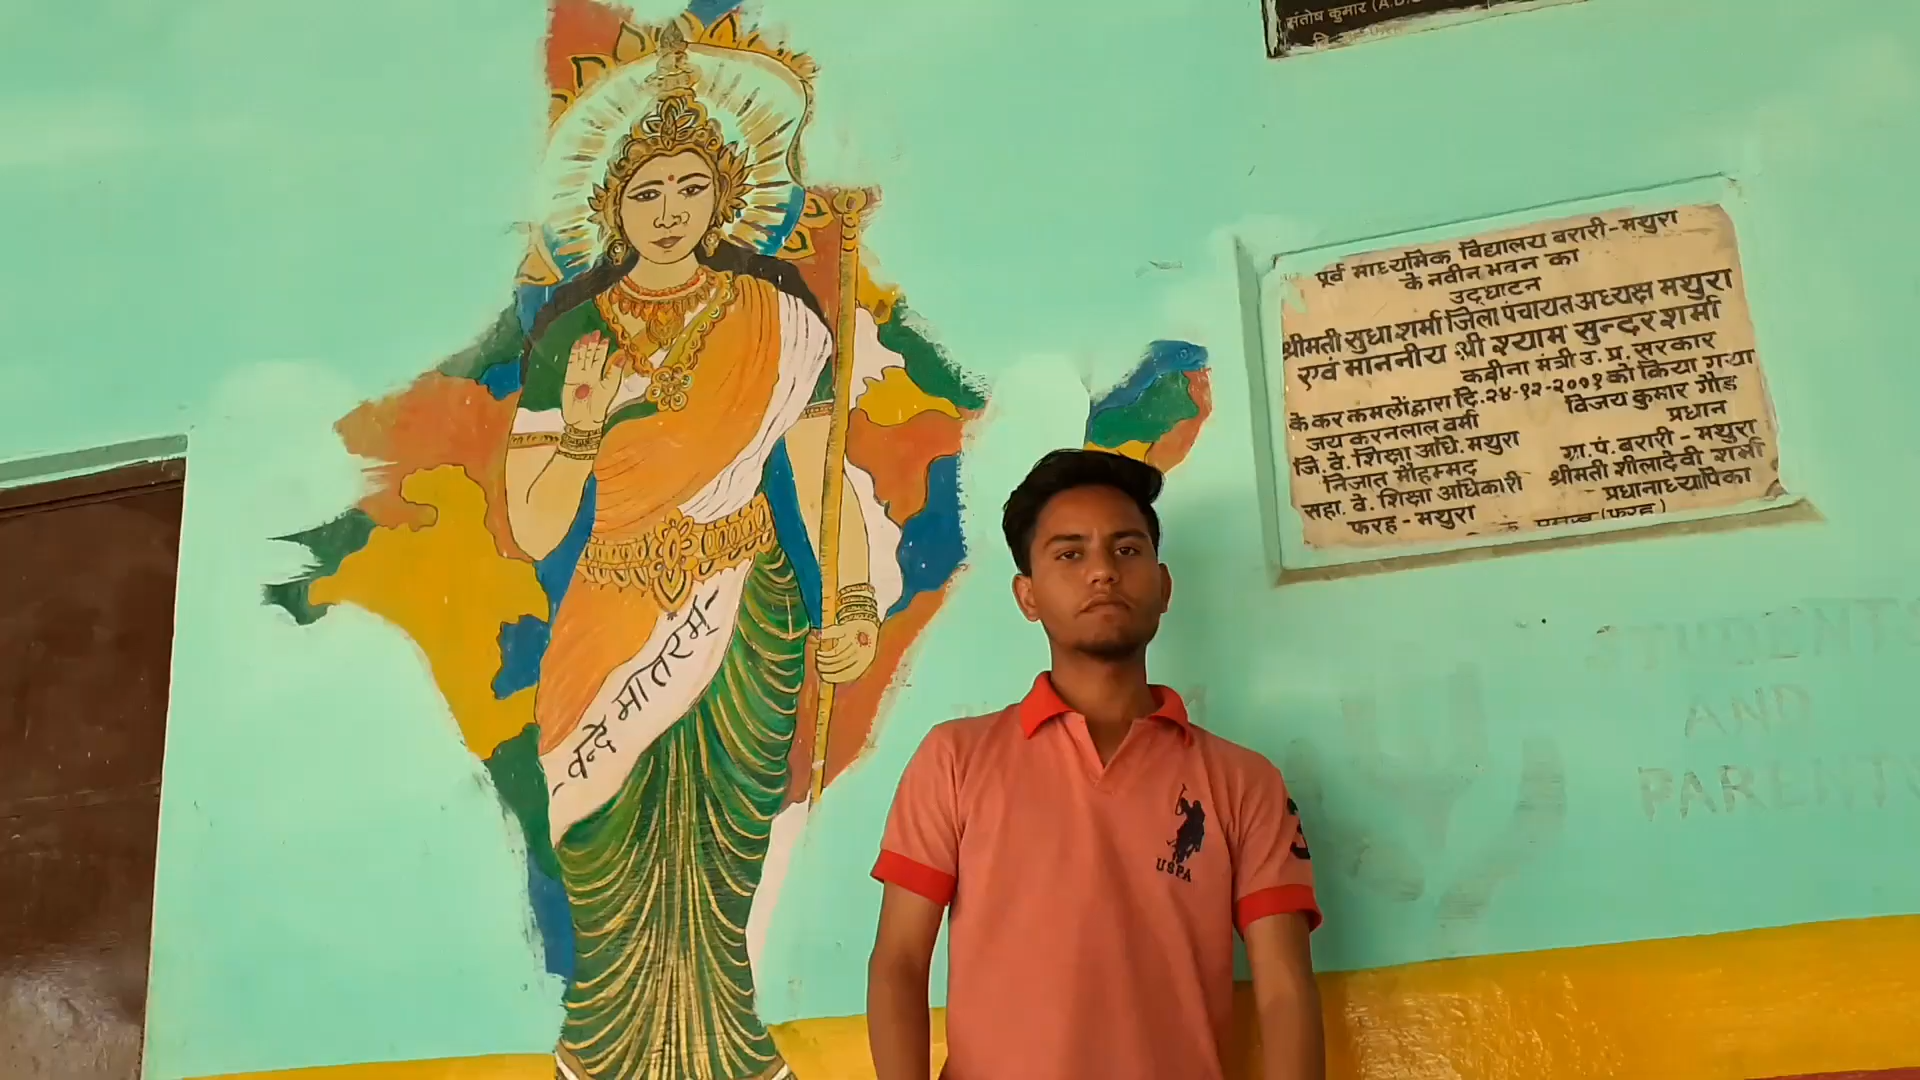 संतोष कुमार (A.B.
पूर्व माध्यमिक विद्यालय बरारी-मथुरा
के नवीन भवन का
उद्घाटन
श्रीमती सुधा शर्मा जिला पंचायत अध्यक्ष मथुरा
एवं माननीय श्री श्याम सुन्दर शर्मा
कवीना मंत्री उ.प्र. सरकार
के कर कमलों द्वारा दि.२४-१२-२००१ को किया गया
जय करनलाल वर्मा
जि. वे. शिक्षा अधि. मथुरा
निजात मौहम्मद
सहा. वे. शिक्षा अधिकारी
फरह - मथुरा
विजय कुमार गौड़
प्रधान
ग्रा. पं. बरारी - मथुरा
श्रीमती शीलादेवी शर्मा
प्रधानाध्यापिका
(फरह)
- वन्दे मातरम् -
STUDENTS
AND
PARENTS
USPA
3